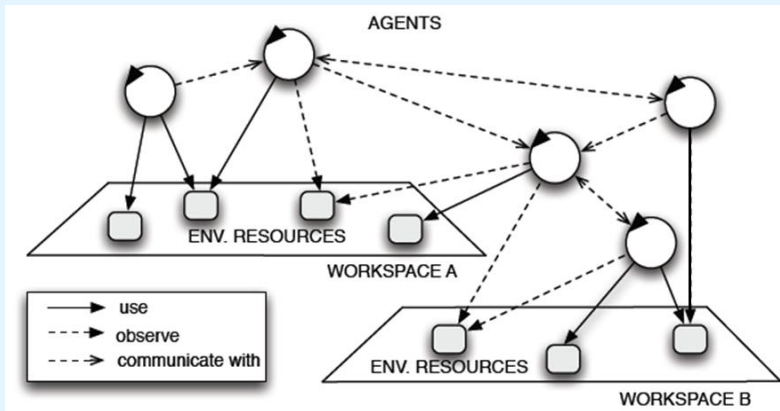 AGENTS
ENV. RESOURCES
WORKSPACE A
use
observe
communicate with
ENV. RESOURCES
WORKSPACE B